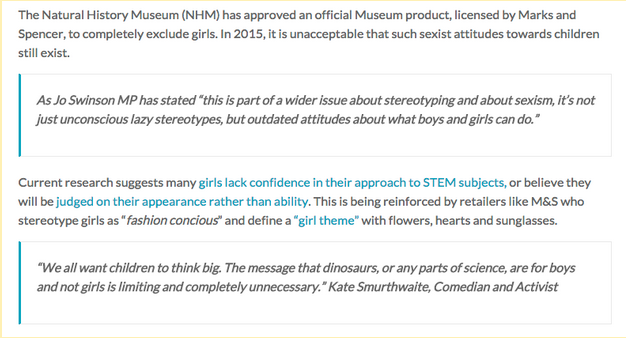 The Natural History Museum (NHM) has approved an official Museum product, licensed by Marks and
Spencer, to completely exclude girls. In 2015, it is unacceptable that such sexist attitudes towards children
still exist.
As Jo Swinson MP has stated “this is part of a wider issue about stereotyping and about sexism, it’s not
just unconscious lazy stereotypes, but outdated attitudes about what boys and girls can do.”
Current research suggests many girls lack confidence in their approach to STEM subjects, or believe they
will be judged on their appearance rather than ability. This is being reinforced by retailers like M&S who
stereotype girls as “fashion concious” and define a “girl theme” with flowers, hearts and sunglasses.
“We all want children to think big. The message that dinosaurs, or any parts of science, are for boys
and not girls is limiting and completely unnecessary.” Kate Smurthwaite, Comedian and Activist